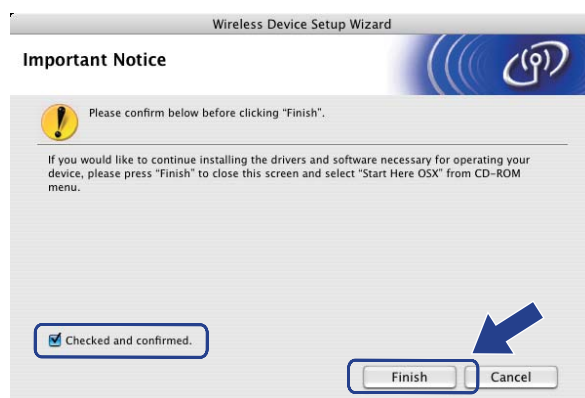 Wireless Device Setup Wizard
Important Notice
Please confirm below before clicking “Finish”.
If you would like to continue installing the drivers and software necessary for operating your
device, please press “Finish” to close this screen and select “Start Here OSX” from CD-ROM
menu.
Checked and confirmed.
Finish
Cancel